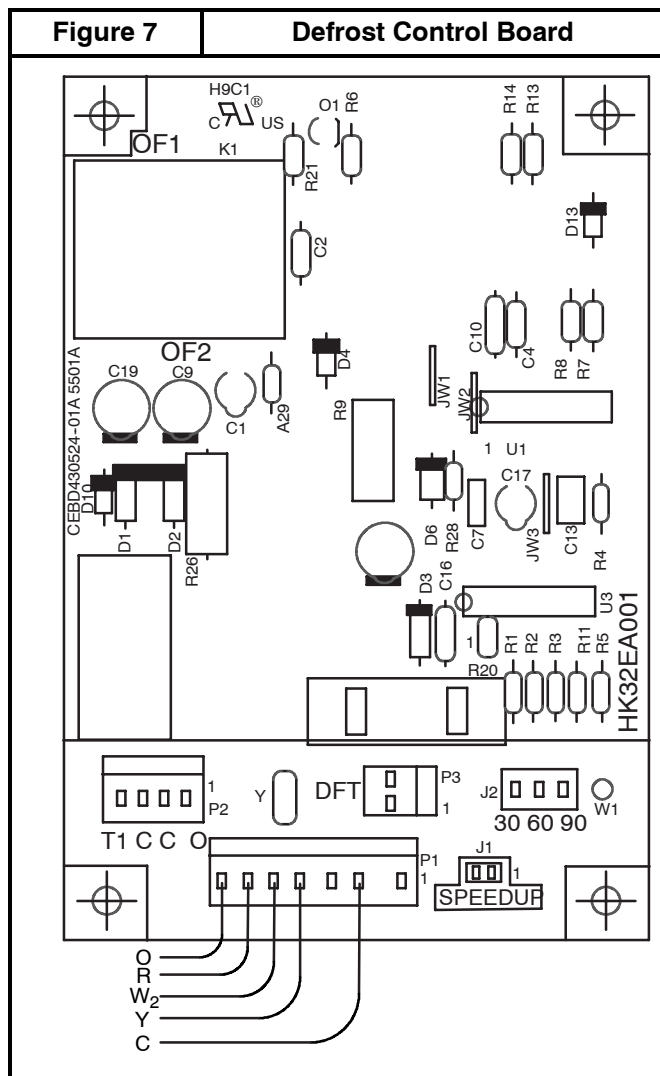 Figure 7
Defrost Control Board
H9C1
C US ®
OF1
K1
R21
O1
R6
R14
R13
C2
D13
OF2
D4
C10
C4
R8
R7
C19
C9
C1
A29
R9
JW1
JW2
1 U1
CEBD430524-01A 5501A
D10
D1
D2
R26
D6
R28
C7
C17
JW3
C13
R4
D3
C16
U3
1
R20
R1
R2
R3
R11
R5
HK32EA001
1
P2
T1 C C O
Y
DFT
P3
1
J2
30 60 90
W1
P1
1
J1
1
SPEEDUP
O
R
W2
Y
C